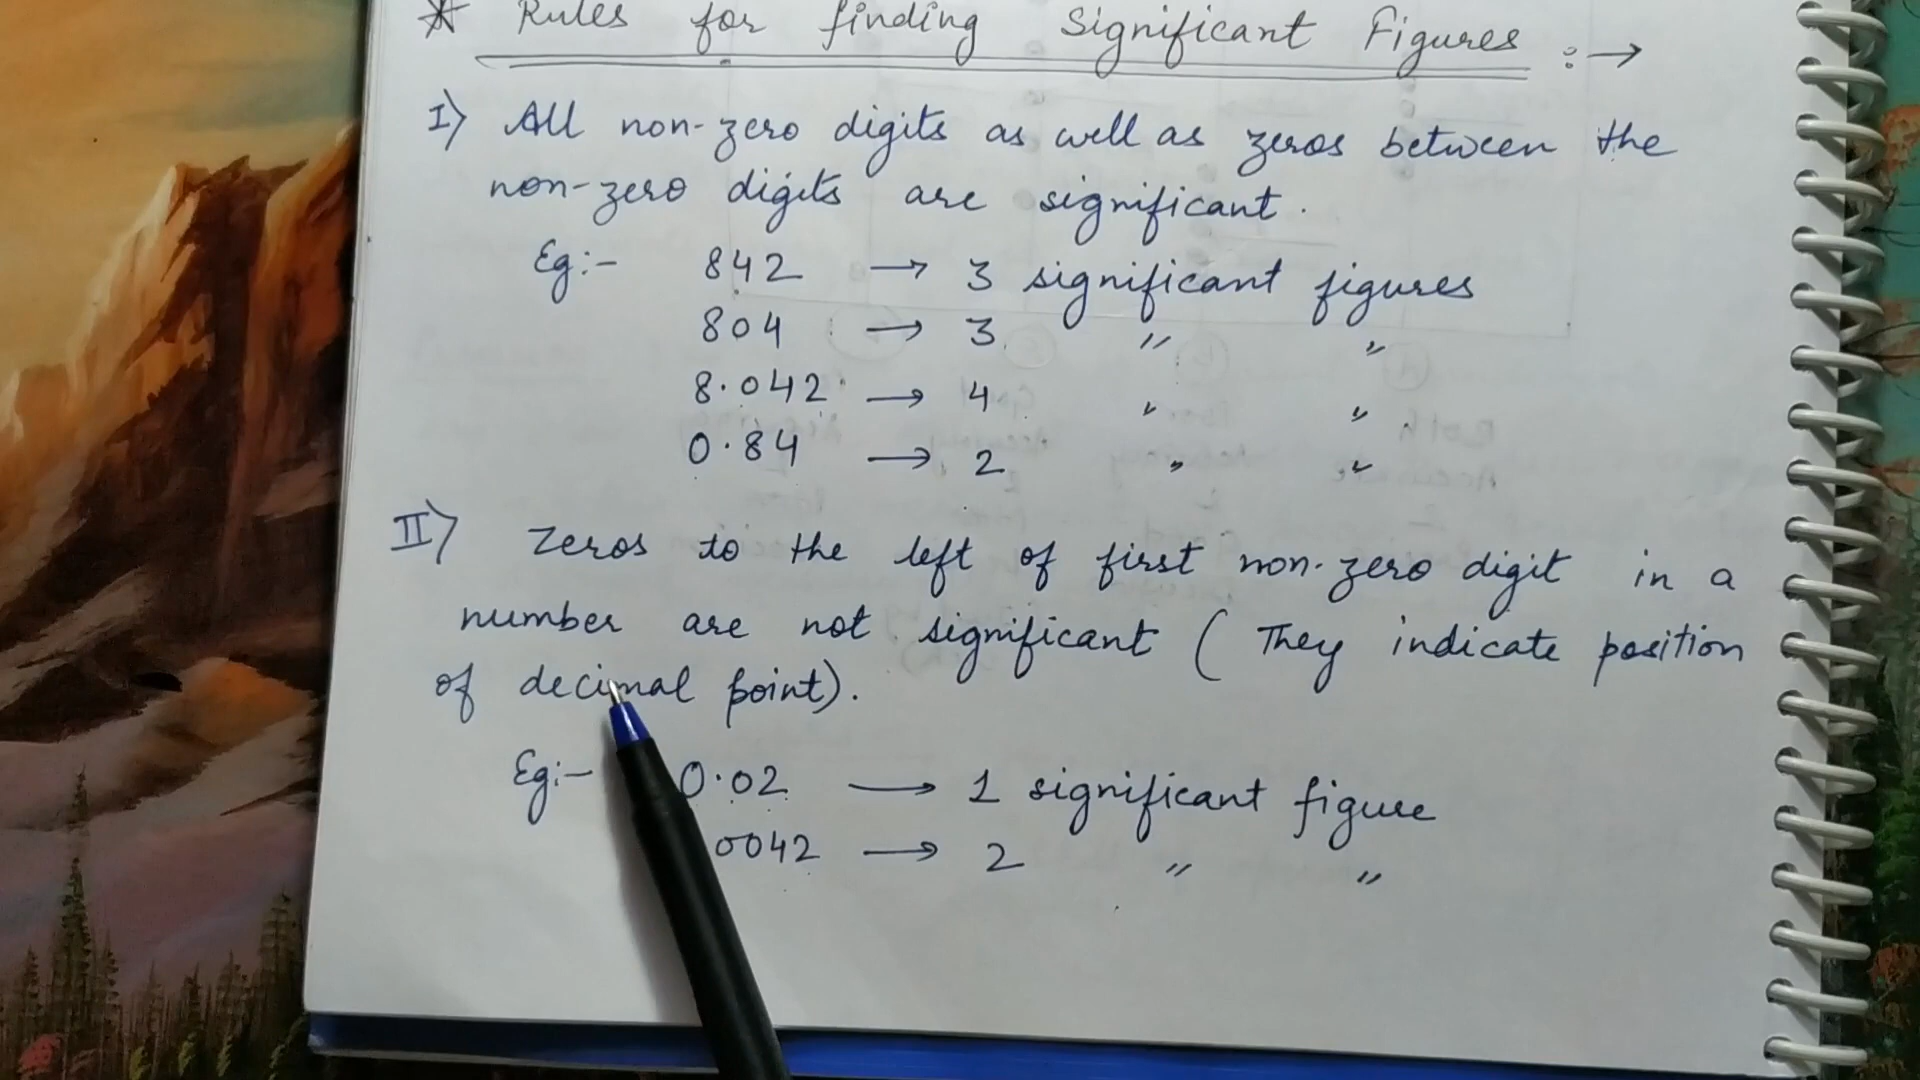 * Rules for finding Significant Figures :→
I) All non-zero digits as well as zeros between the
non-zero digits are significant.
Eg:- 842 → 3 significant figures
804 → 3 " "
8.042 → 4 " "
0.84 → 2 " "
II) Zeros to the left of first non-zero digit in a
number are not significant ( They indicate position
of decimal point).
Eg:- 0.02 → 1 significant figure
0042 → 2 " "